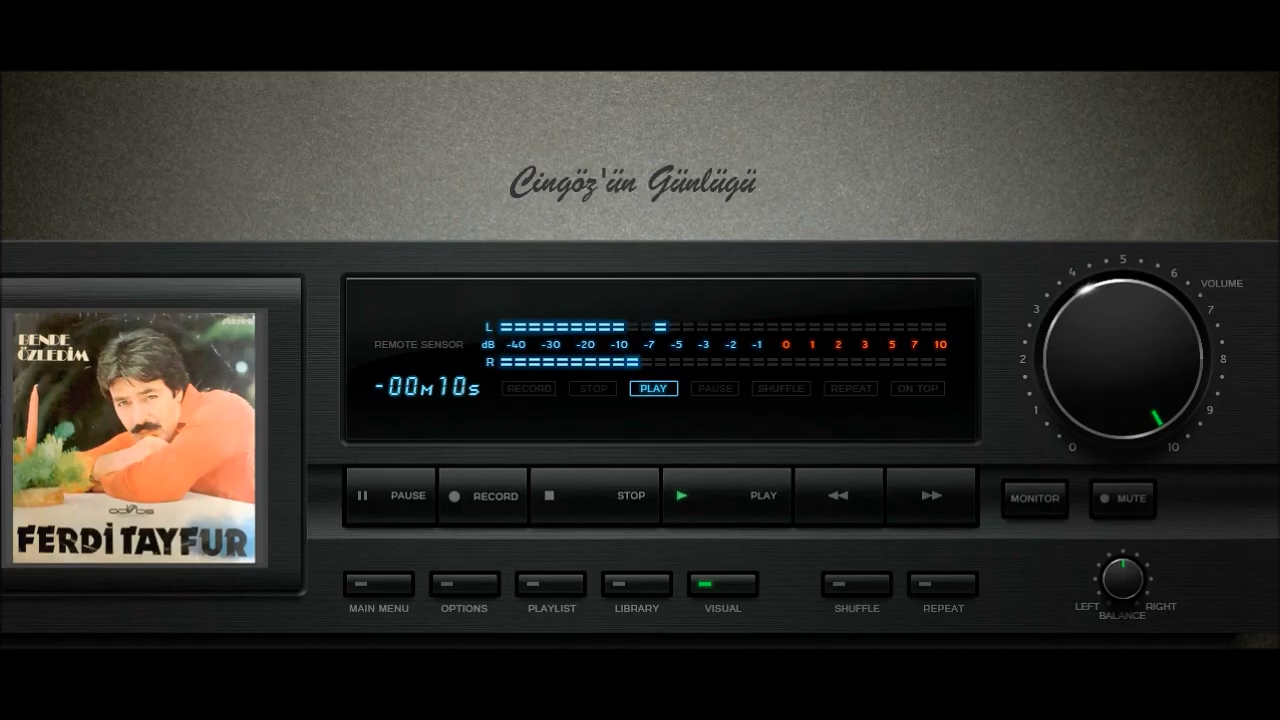 Cingöz'ün Günlügü
BENDE
ÖZLEDİM
stereo
FERDİ TAYFUR
REMOTE SENSOR
L
dB -40 -30 -20 -10 -7 -5 -3 -2 -1 0 1 2 3 5 7 10
R
-00M10s
RECORD STOP PLAY PAUSE SHUFFLE REPEAT ON TOP
VOLUME
0 1 2 3 4 5 6 7 8 9 10
PAUSE RECORD STOP PLAY
MONITOR MUTE
MAIN MENU OPTIONS PLAYLIST LIBRARY VISUAL SHUFFLE REPEAT
LEFT RIGHT
BALANCE